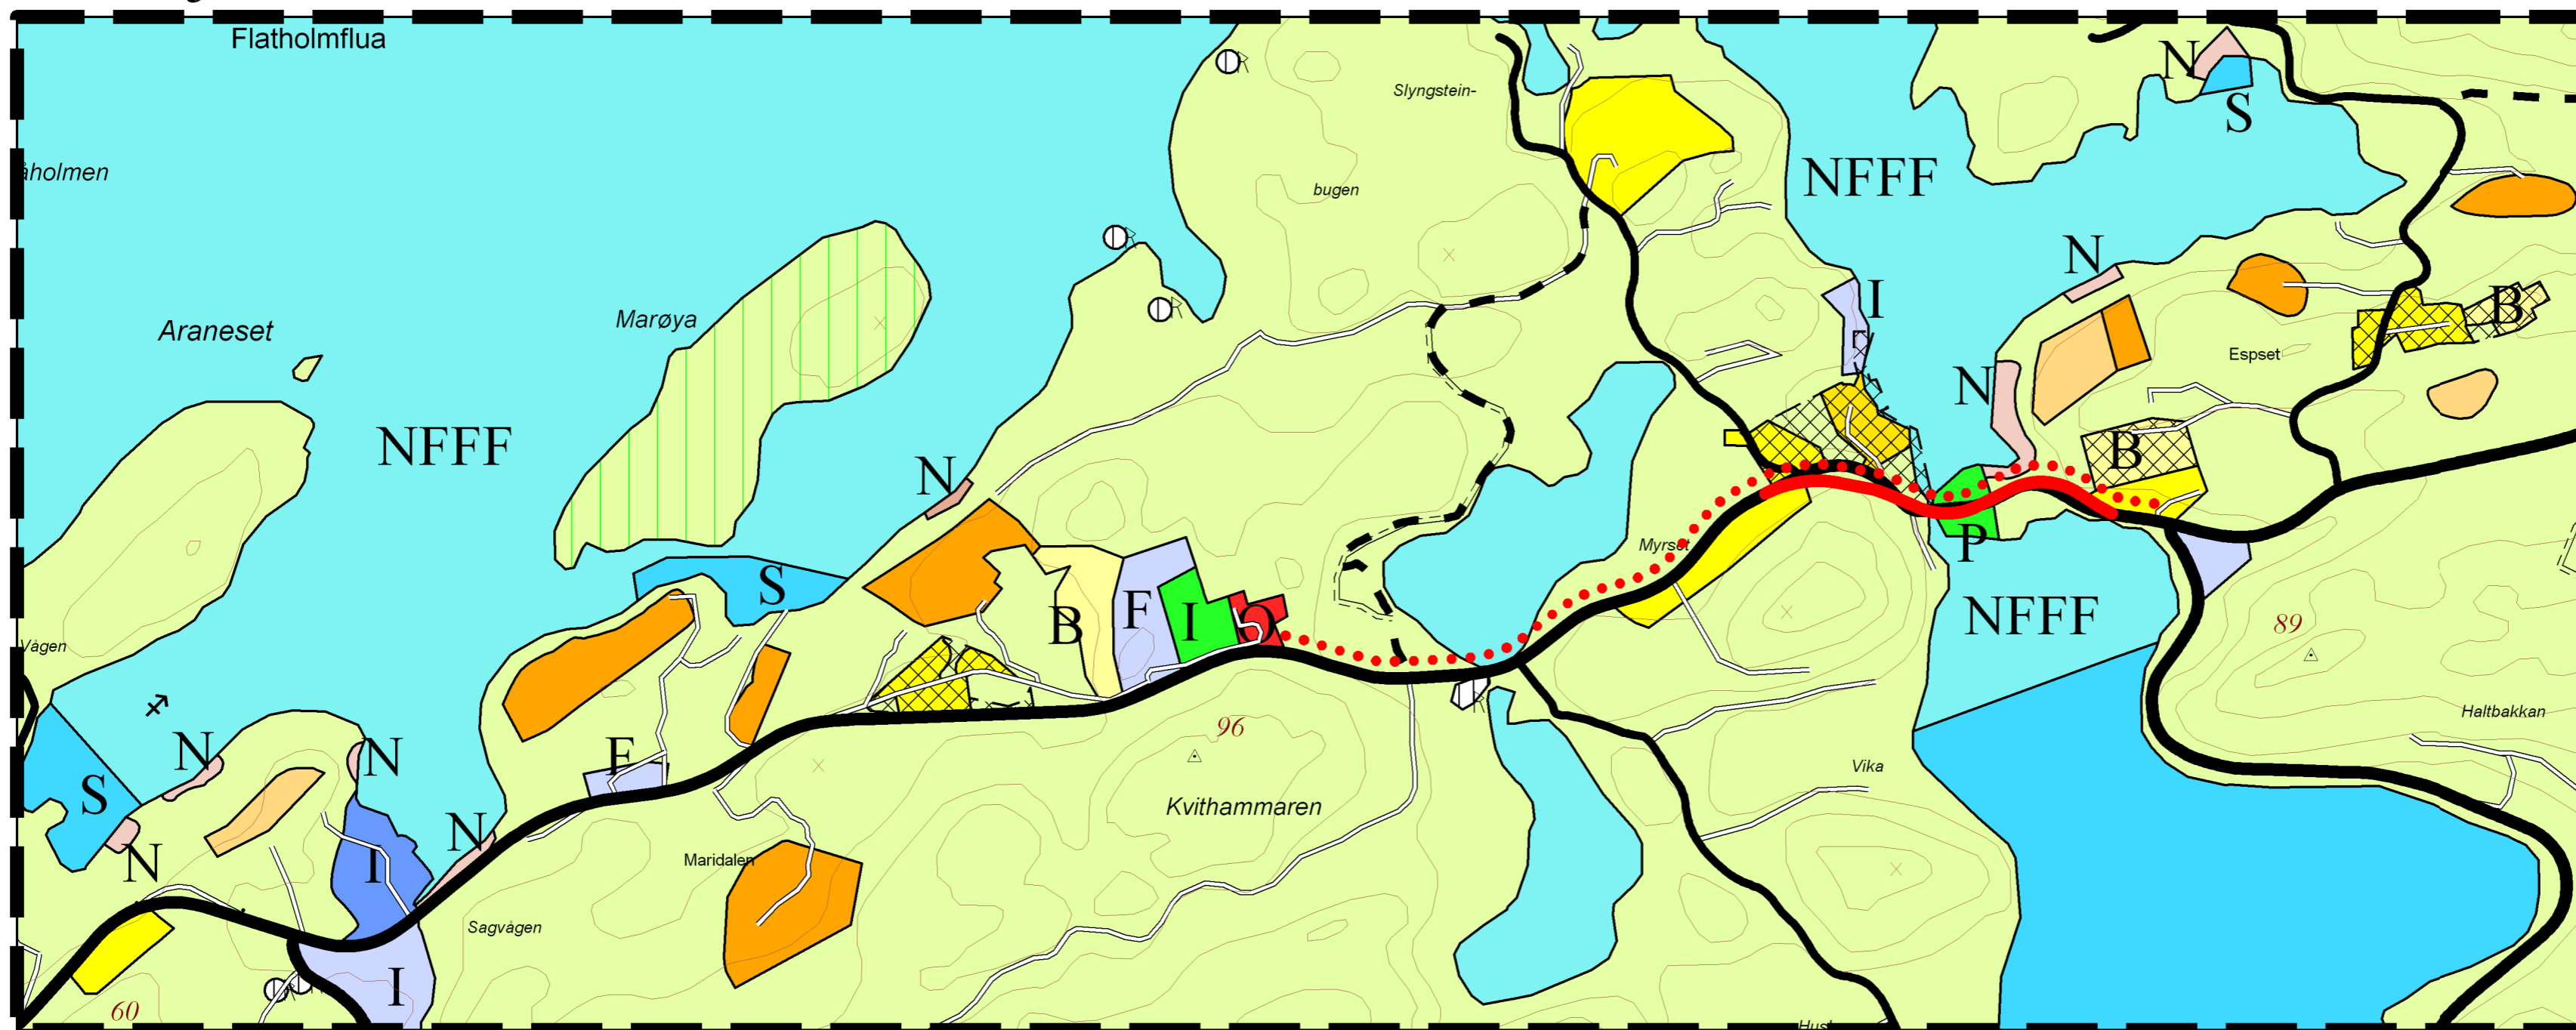 Flatholmflua
Slyngstein-
bugen
åholmen
NFFF
N
S
Araneset
Marøya
NFFF
N
N
N
I
B
B
Espset
N
P
Myrset
S
B
F
I
O
NFFF
89
Vågen
96
Kvithammaren
Haltbakkan
Vika
S
N
N
N
N
F
I
Maridalen
Sagvågen
I
60
R
R
R
R